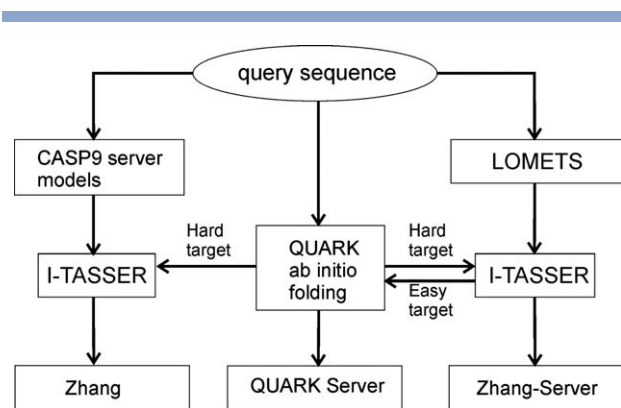 query sequence
CASP9 server
models
LOMETS
Hard
target
QUARK
ab initio
folding
Hard
target
I-TASSER
I-TASSER
Easy
target
Zhang
QUARK Server
Zhang-Server